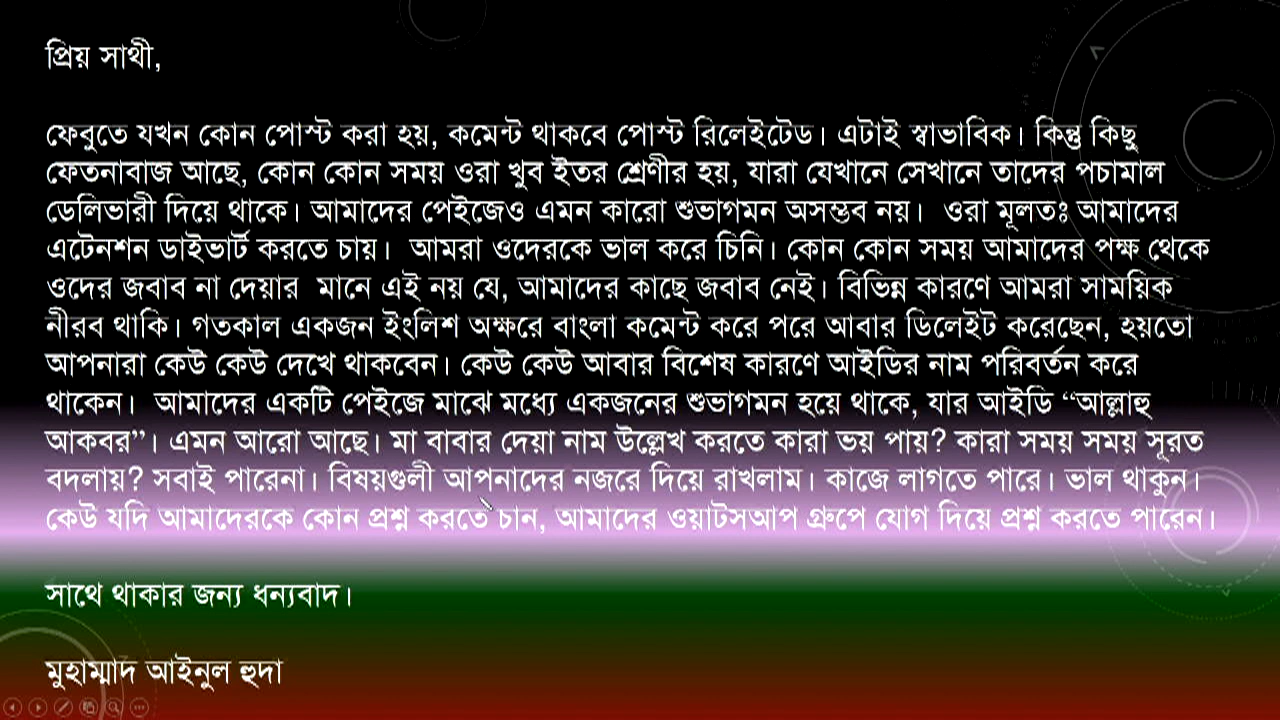 প্রিয় সাথী,
ফেবুতে যখন কোন পোস্ট করা হয়, কমেন্ট থাকবে পোস্ট রিলেইটেড। এটাই স্বাভাবিক। কিন্তু কিছু
ফেতনাবাজ আছে, কোন কোন সময় ওরা খুব ইতর শ্রেণীর হয়, যারা যেখানে সেখানে তাদের পচামাল
ডেলিভারী দিয়ে থাকে। আমাদের পেইজেও এমন কারো শুভাগমন অসম্ভব নয়। ওরা মূলতঃ আমাদের
এটেনশন ডাইভার্ট করতে চায়। আমরা ওদেরকে ভাল করে চিনি। কোন কোন সময় আমাদের পক্ষ থেকে
ওদের জবাব না দেয়ার মানে এই নয় যে, আমাদের কাছে জবাব নেই। বিভিন্ন কারণে আমরা সাময়িক
নীরব থাকি। গতকাল একজন ইংলিশ অক্ষরে বাংলা কমেন্ট করে পরে আবার ডিলেইট করেছেন, হয়তো
আপনারা কেউ কেউ দেখে থাকবেন। কেউ কেউ আবার বিশেষ কারণে আইডির নাম পরিবর্তন করে
থাকেন। আমাদের একটি পেইজে মাঝে মধ্যে একজনের শুভাগমন হয়ে থাকে, যার আইডি “আল্লাহু
আকবর”। এমন আরো আছে। মা বাবার দেয়া নাম উল্লেখ করতে কারা ভয় পায়? কারা সময় সময় সূরত
বদলায়? সবাই পারেনা। বিষয়গুলী আপনাদের নজরে দিয়ে রাখলাম। কাজে লাগতে পারে। ভাল থাকুন।
কেউ যদি আমাদেরকে কোন প্রশ্ন করতে চান, আমাদের ওয়াটসআপ গ্রুপে যোগ দিয়ে প্রশ্ন করতে পারেন।
সাথে থাকার জন্য ধন্যবাদ।
মুহাম্মাদ আইনুল হুদা